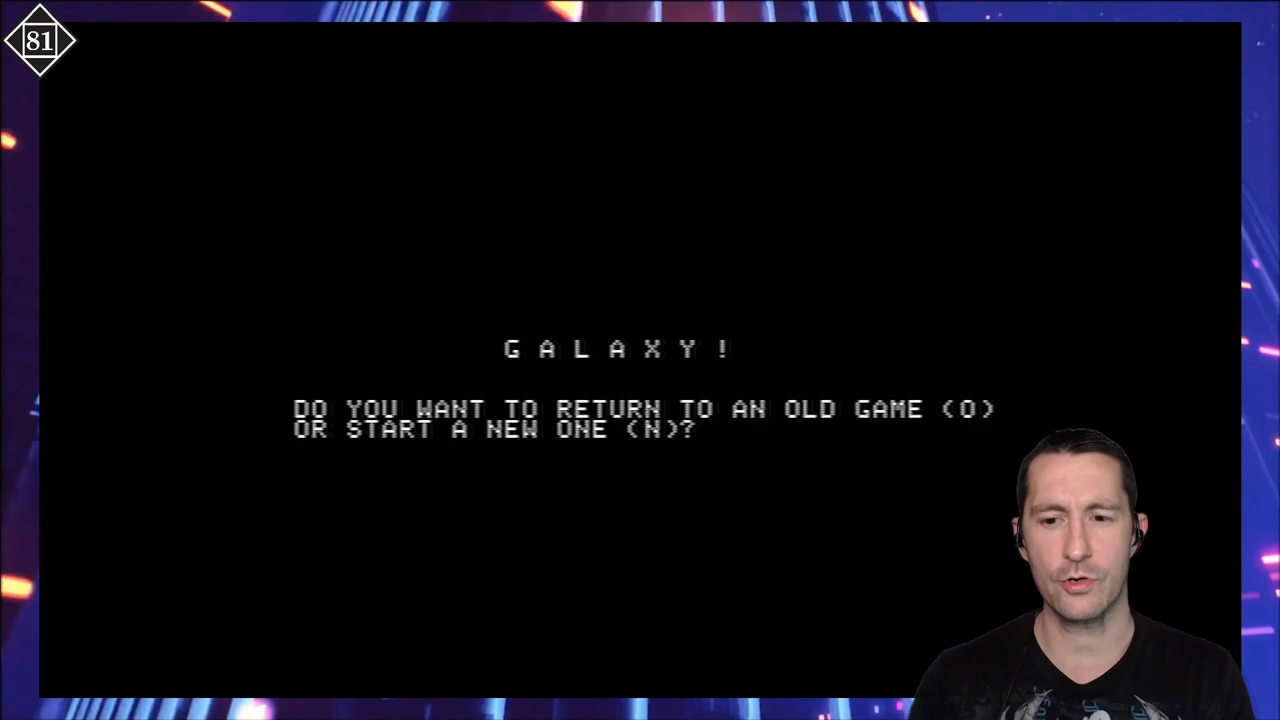 81
G A L A X Y !
DO YOU WANT TO RETURN TO AN OLD GAME (O)
OR START A NEW ONE (N)?